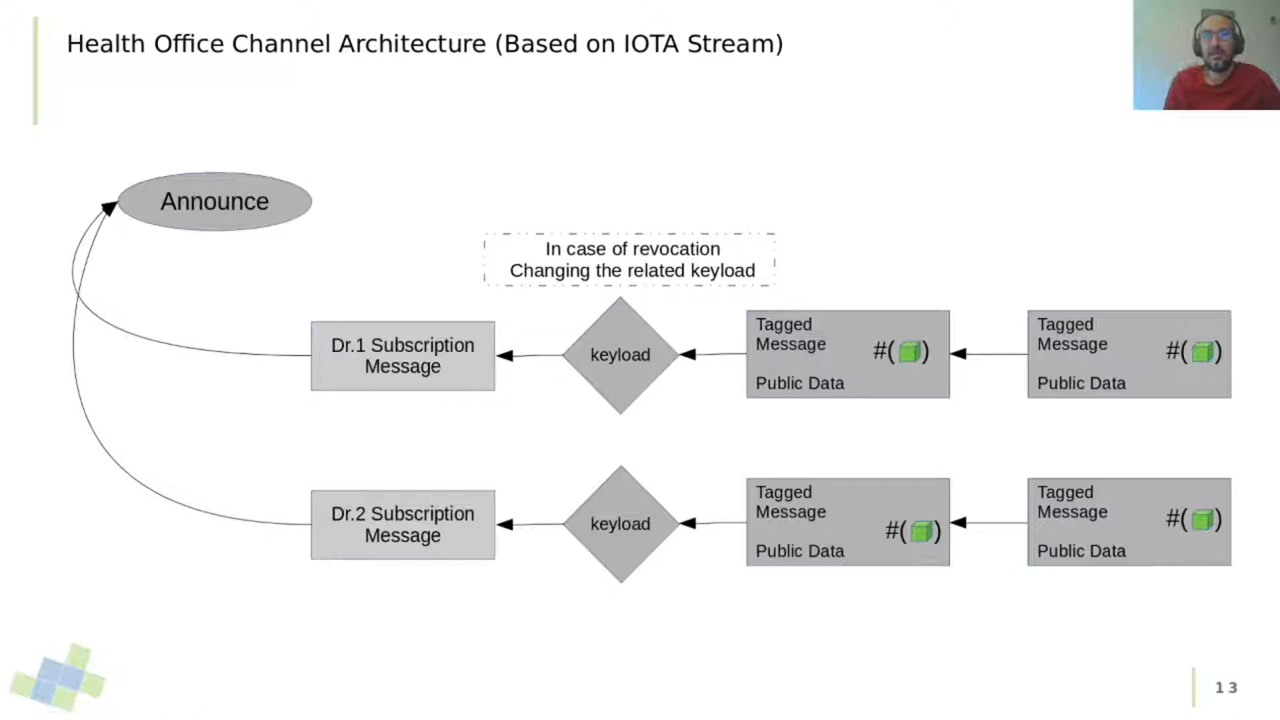 Health Office Channel Architecture (Based on IOTA Stream)
Announce
In case of revocation
Changing the related keyload
Dr.1 Subscription
Message
keyload
Tagged
Message
#( )
Public Data
Tagged
Message
#( )
Public Data
Dr.2 Subscription
Message
keyload
Tagged
Message
#( )
Public Data
Tagged
Message
#( )
Public Data
13